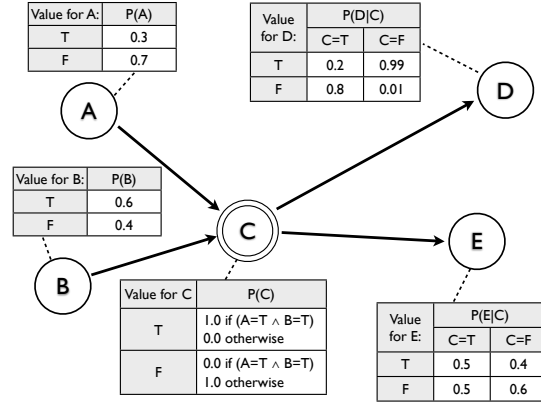 Value for A: P(A)
T 0.3
F 0.7
A
Value for D: P(D|C)
C=T C=F
T 0.2 0.99
F 0.8 0.01
D
Value for B: P(B)
T 0.6
F 0.4
B
C
Value for C P(C)
T 1.0 if (A=T ∧ B=T)
0.0 otherwise
F 0.0 if (A=T ∧ B=T)
1.0 otherwise
E
Value for E: P(E|C)
C=T C=F
T 0.5 0.4
F 0.5 0.6